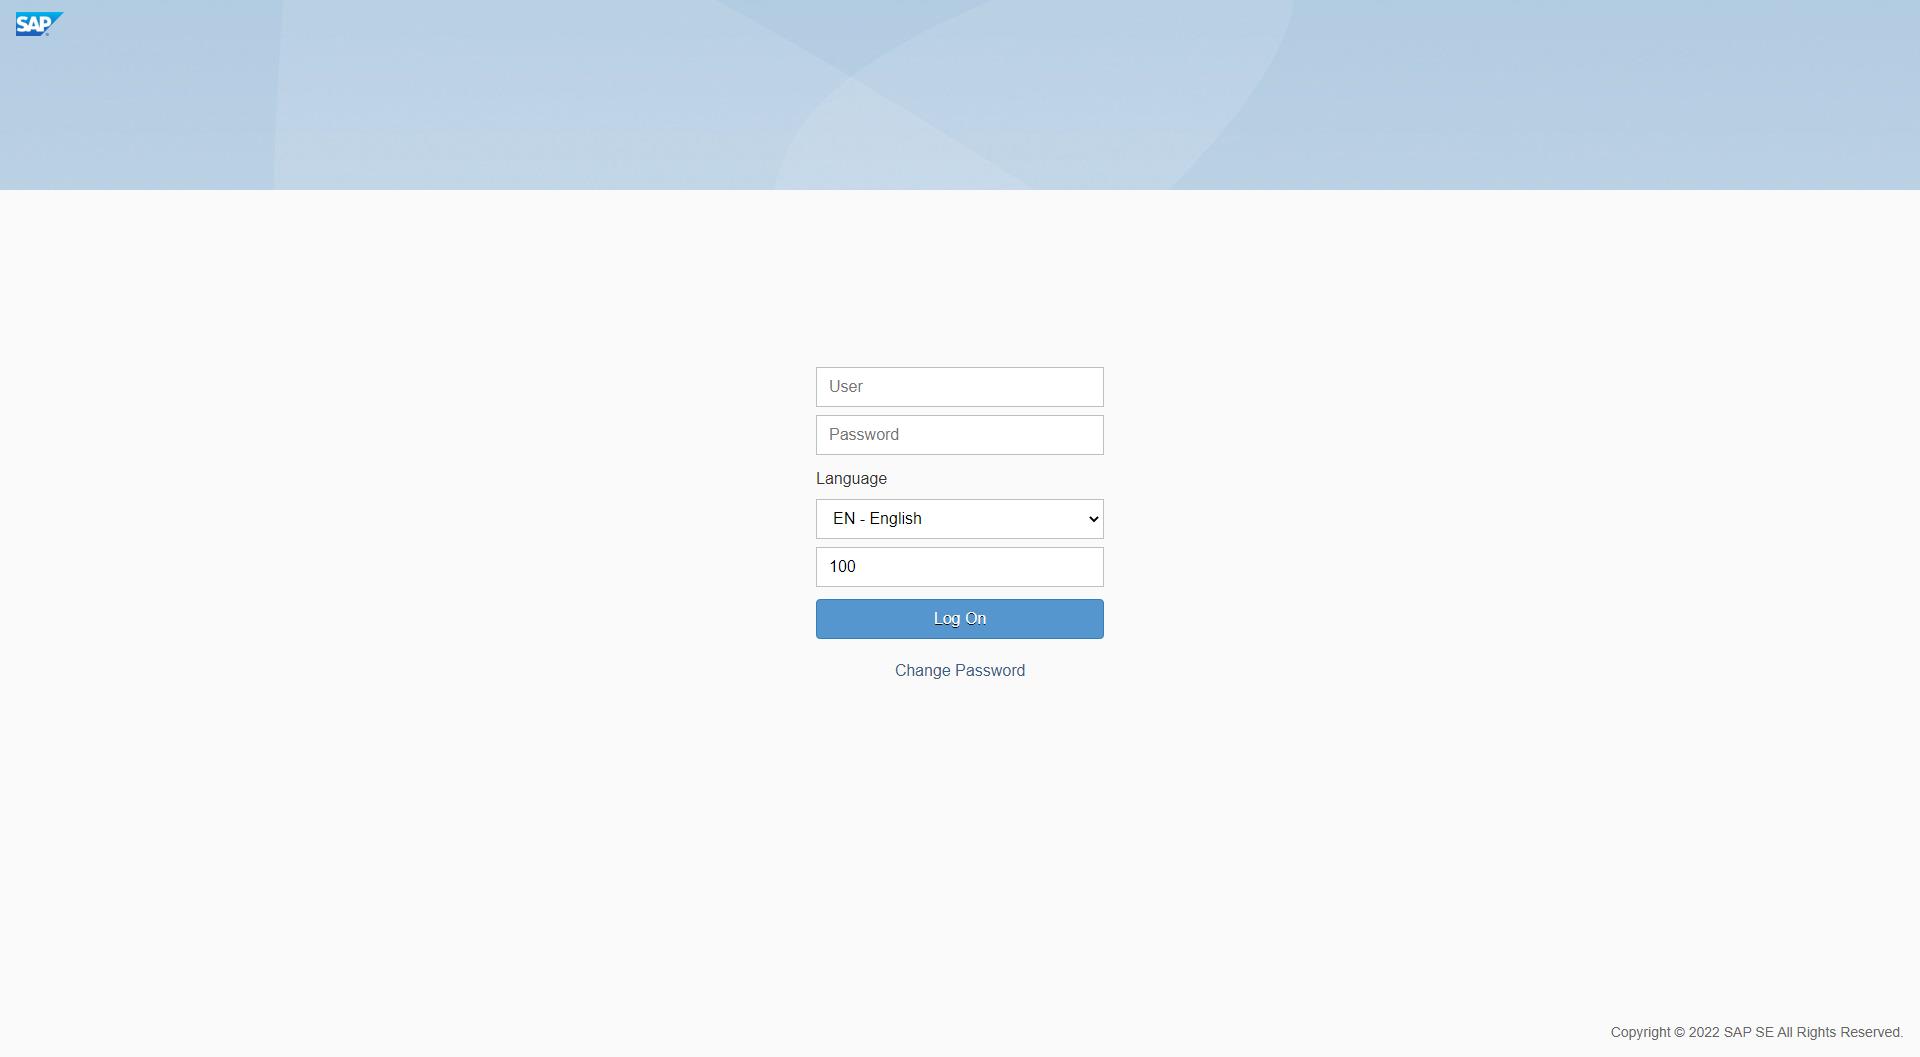 SAP
User
Password
Language
EN - English
100
Log On
Change Password
Copyright © 2022 SAP SE All Rights Reserved.